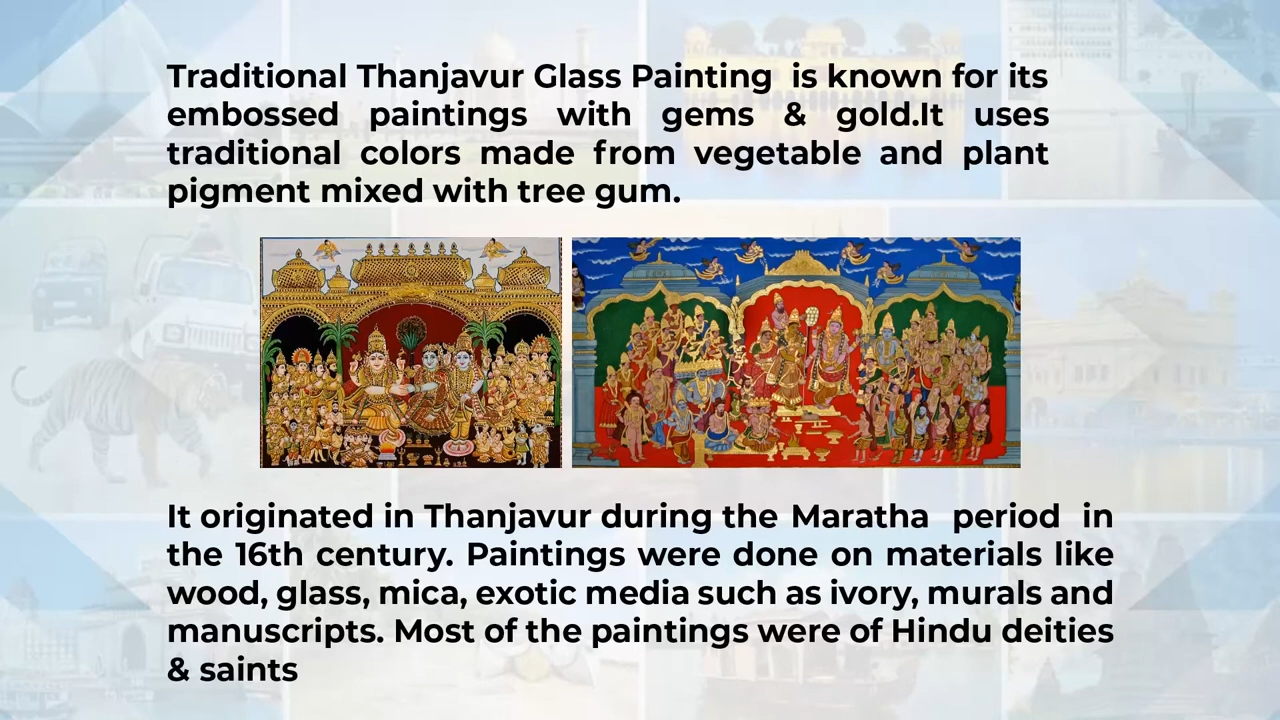 Traditional Thanjavur Glass Painting  is known for its
embossed paintings with gems & gold.It uses
traditional colors made from vegetable and plant
pigment mixed with tree gum.
It originated in Thanjavur during the Maratha  period  in
the 16th century. Paintings were done on materials like
wood, glass, mica, exotic media such as ivory, murals and
manuscripts. Most of the paintings were of Hindu deities
& saints